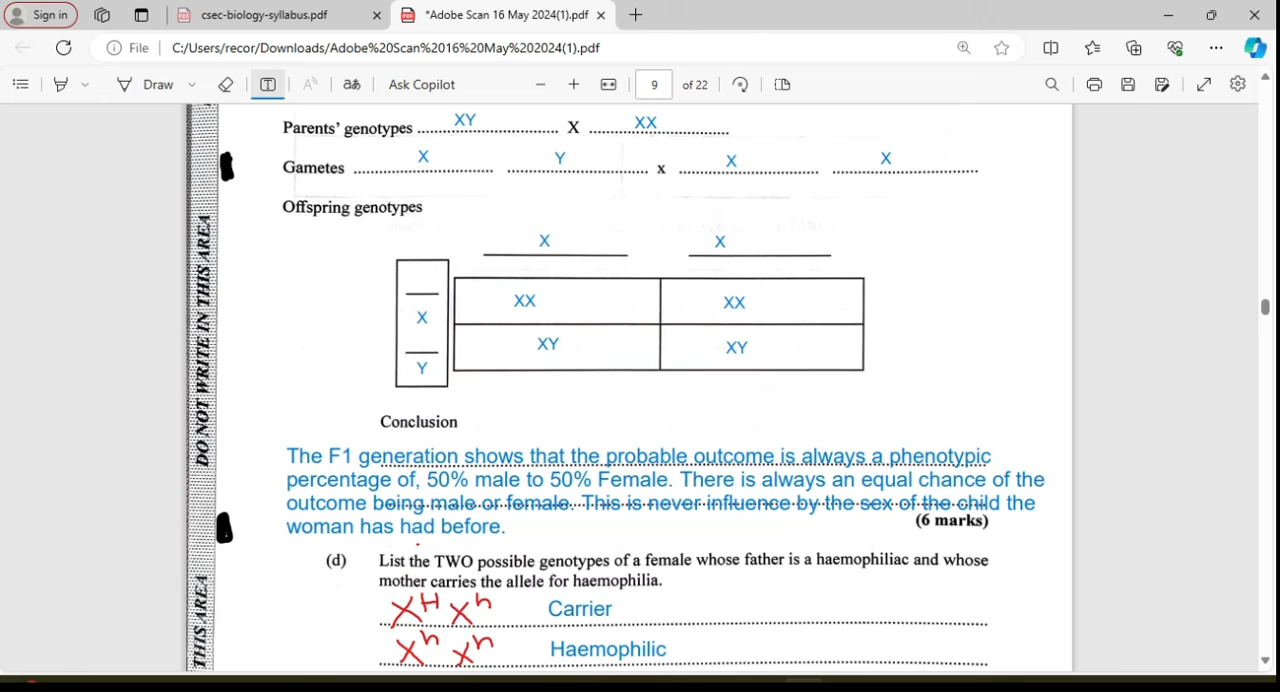 Sign in
csec-biology-syllabus.pdf
*Adobe Scan 16 May 2024(1).pdf
File
C:/Users/recor/Downloads/Adobe%20Scan%2016%20May%202024(1).pdf
Draw
aあ
Ask Copilot
9 of 22
Parents' genotypes XY X XX
Gametes X Y x X X
Offspring genotypes
X X
X XX XX
Y XY XY
Conclusion
The F1 generation shows that the probable outcome is always a phenotypic
percentage of, 50% male to 50% Female. There is always an equal chance of the
outcome being male or female. This is never influence by the sex of the child the
woman has had before.
(6 marks)
(d) List the TWO possible genotypes of a female whose father is a haemophiliac and whose
mother carries the allele for haemophilia.
X^H X^h Carrier
X^h X^h Haemophilic
DO NOT WRITE IN THIS AREA
THIS AREA